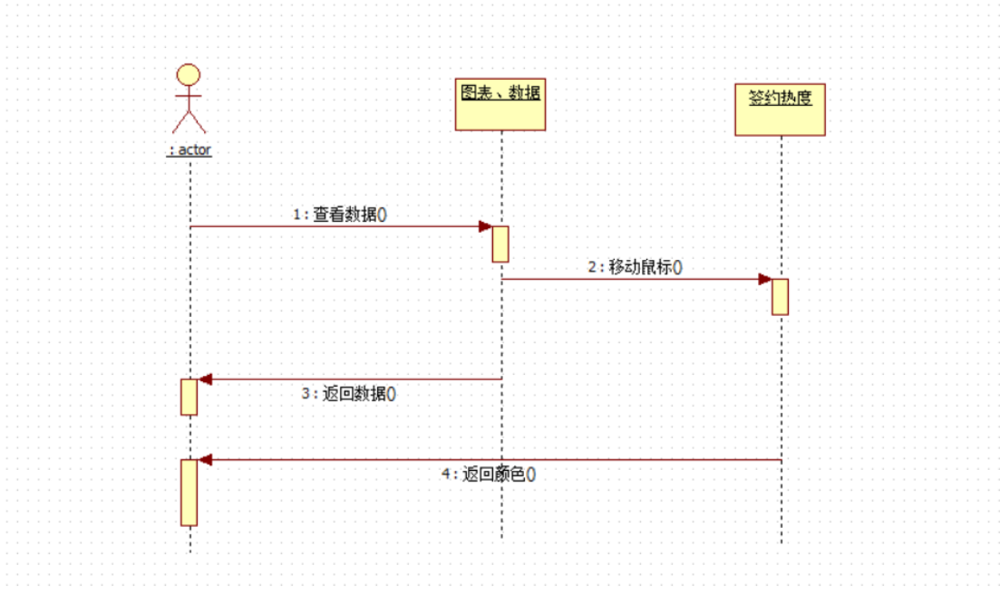 : actor
图表、数据
签约热度
1 : 查看数据()
2 : 移动鼠标()
3 : 返回数据()
4 : 返回颜色()